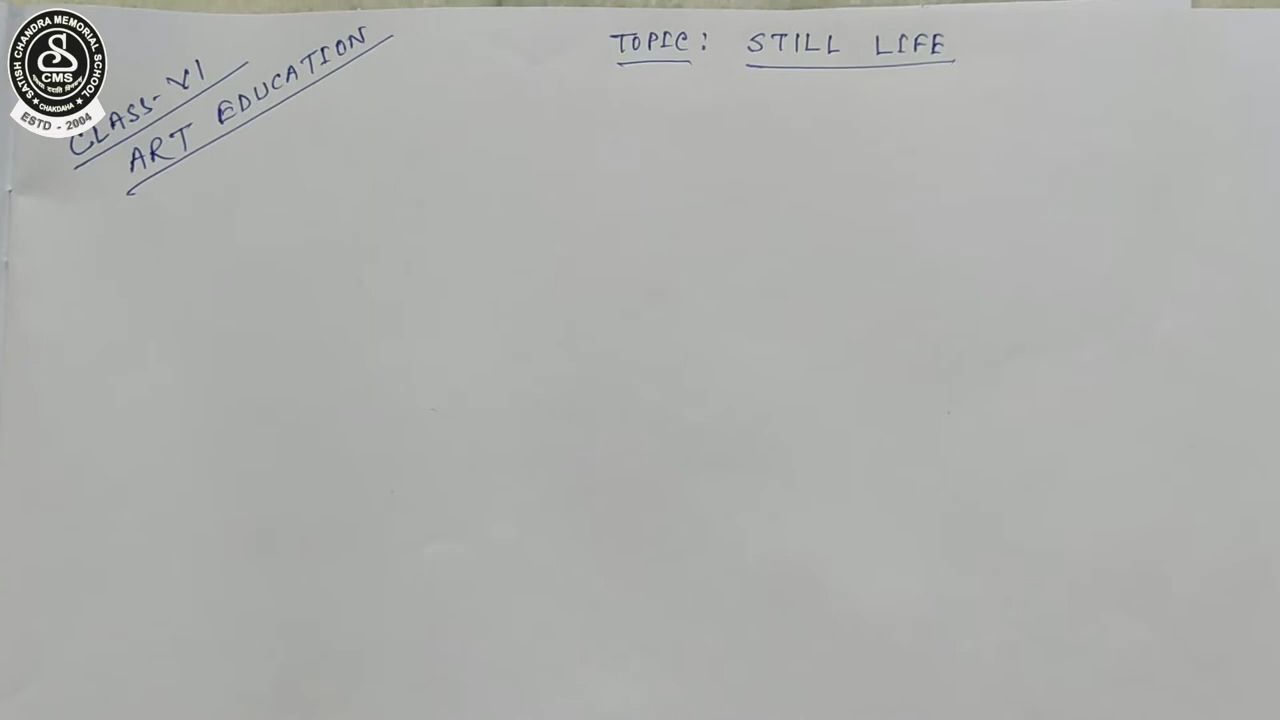 SATISH CHANDRA MEMORIAL SCHOOL
S
CMS
★ CHAKDAHA ★
ESTD - 2004
CLASS - VI
ART EDUCATION
TOPIC: STILL LIFE